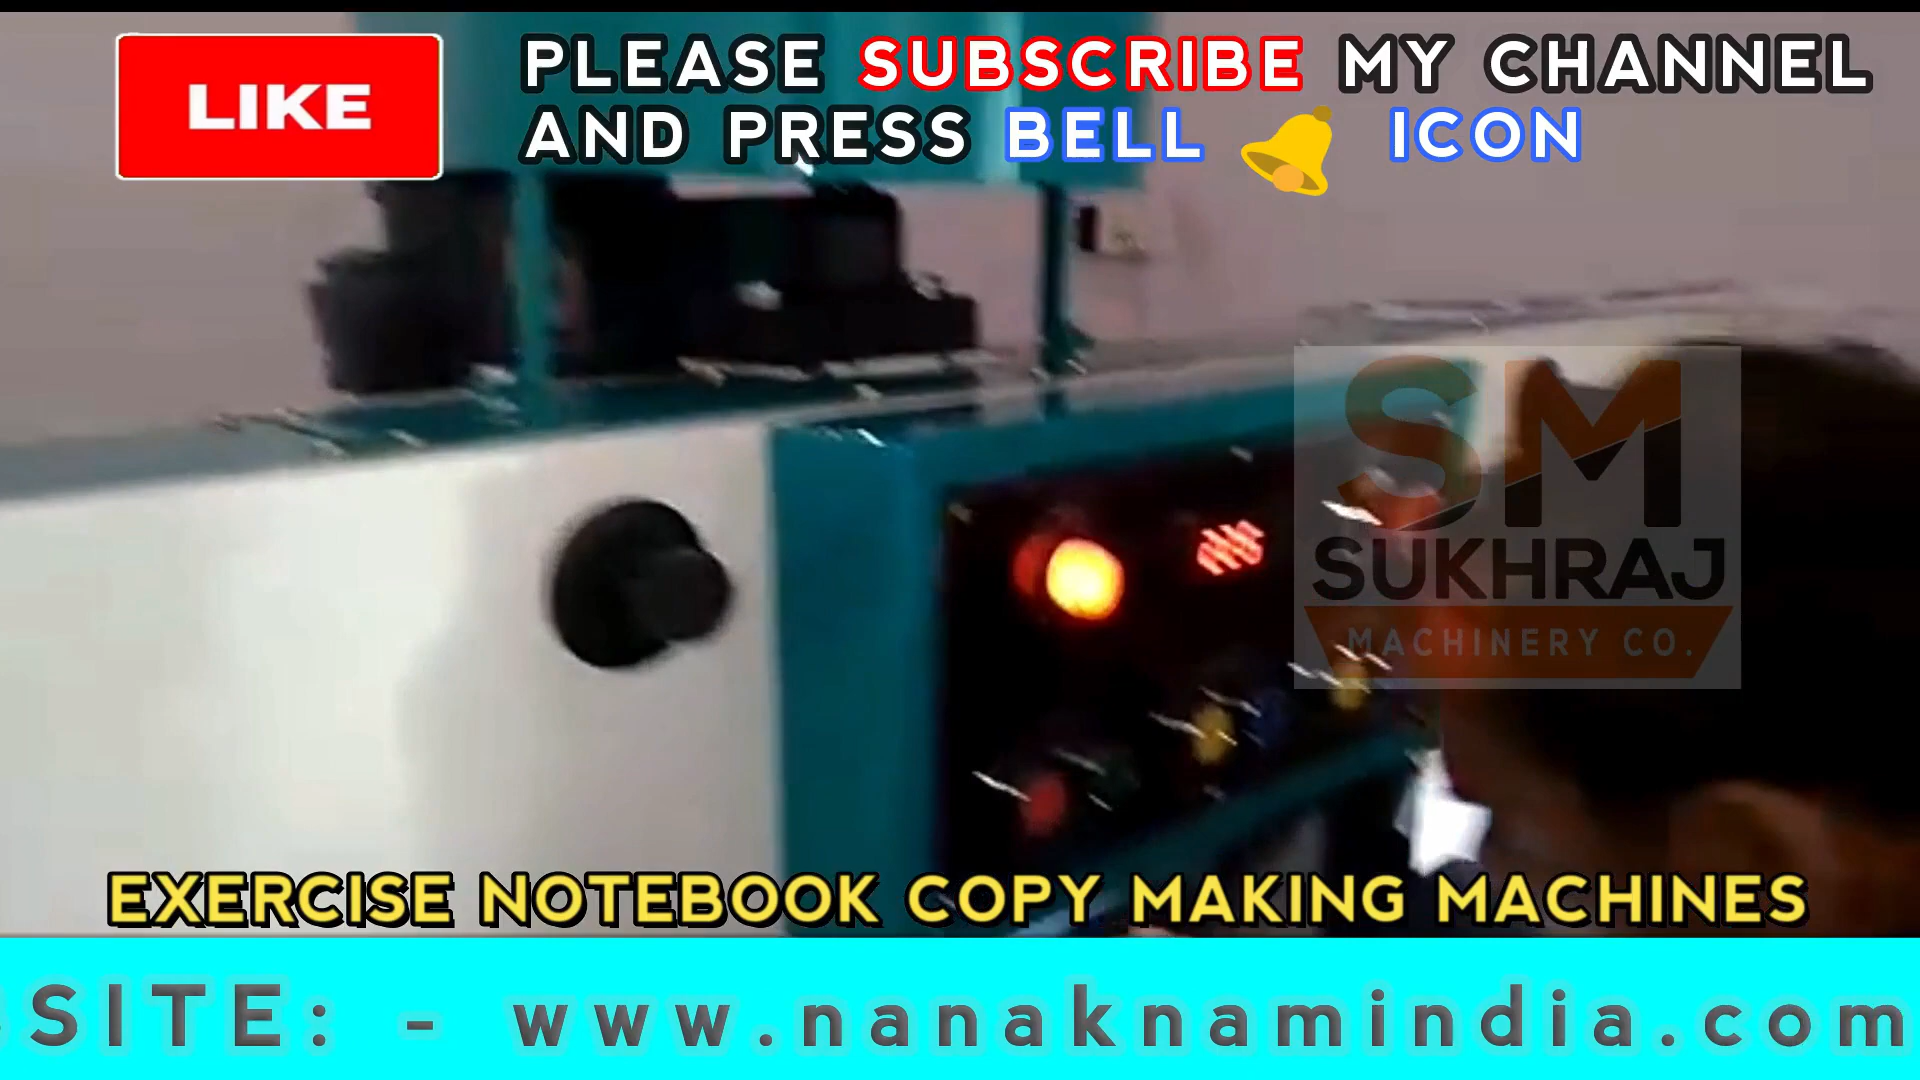 LIKE
PLEASE SUBSCRIBE MY CHANNEL
AND PRESS BELL 🔔 ICON
SM
SUKHRAJ
MACHINERY CO.
EXERCISE NOTEBOOK COPY MAKING MACHINES
SITE: - www.nanaknamindia.com